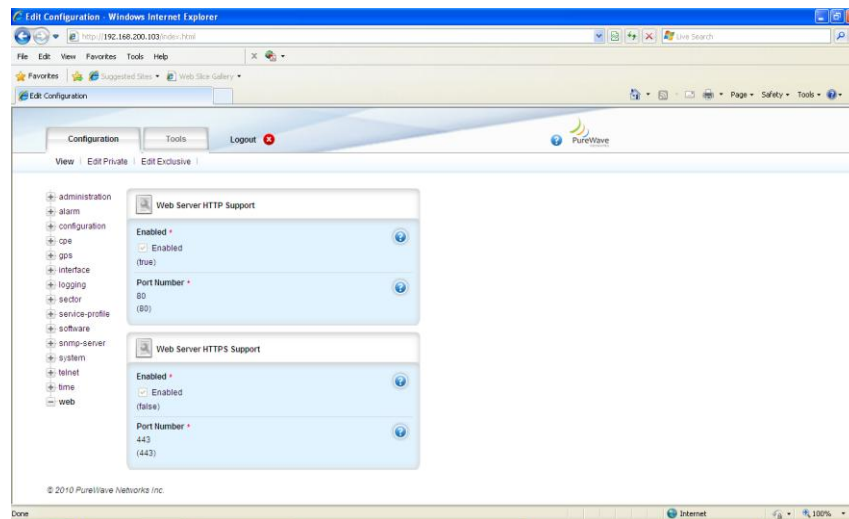 Edit Configuration - Windows Internet Explorer
http://192.168.200.103/index.html
Live Search
File Edit View Favorites Tools Help
Favorites Suggested Sites Web Slice Gallery
Edit Configuration
Page Safety Tools
Configuration Tools Logout
PureWave
View Edit Private Edit Exclusive
administration
alarm
configuration
cpe
gps
interface
logging
sector
service-profile
software
snmp-server
system
telnet
time
web
Web Server HTTP Support
Enabled *
Enabled
(true)
Port Number *
80
(80)
Web Server HTTPS Support
Enabled *
Enabled
(false)
Port Number *
443
(443)
© 2010 PureWave Networks Inc.
Done Internet 100%